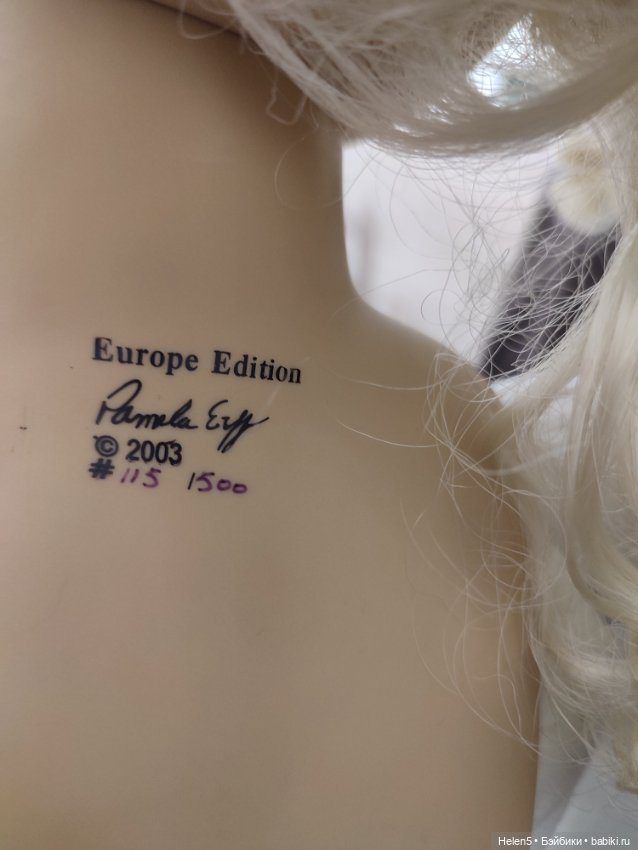 Europe Edition
Pamela Erff
© 2003
#115 1500
Helen5 • Бэйбики • babiki.ru